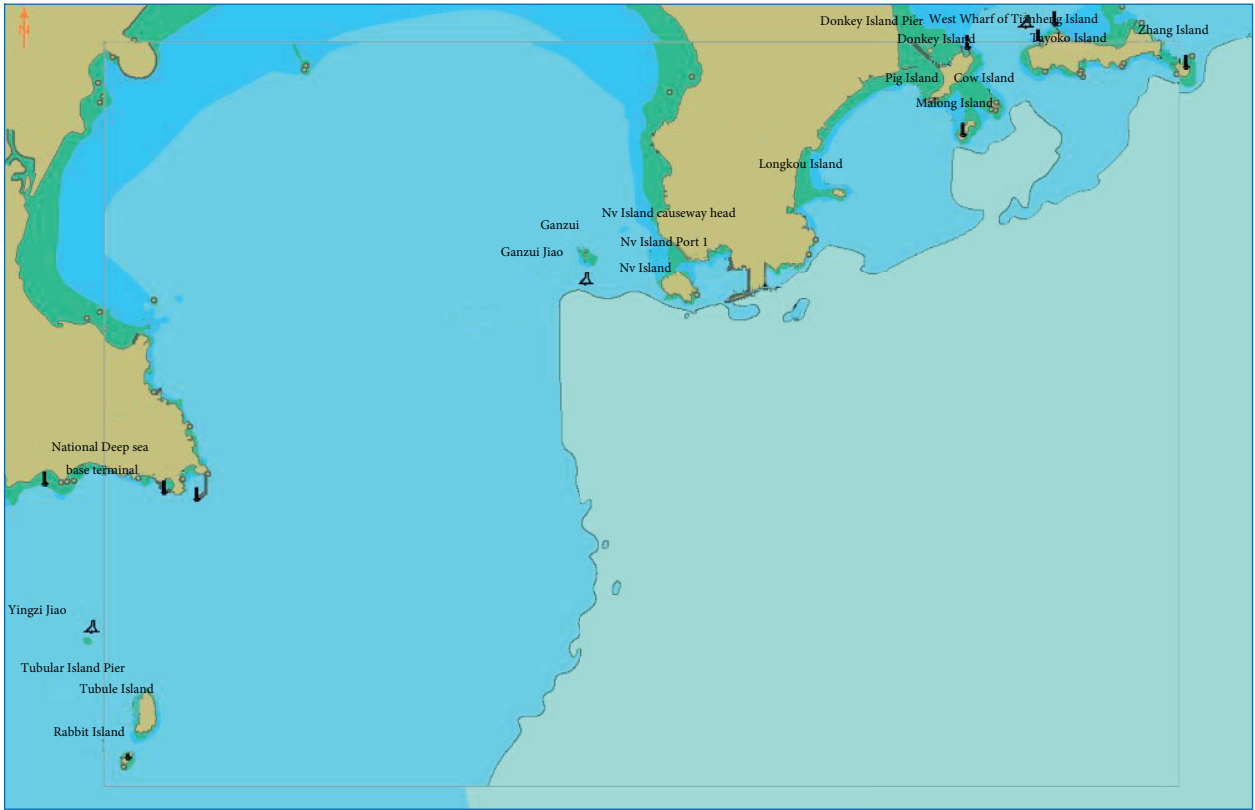 N
Donkey Island Pier
West Wharf of Tianheng Island
Zhang Island
Donkey Island
Tayoko Island
Pig Island
Cow Island
Malong Island
Longkou Island
Nv Island causeway head
Ganzui
Nv Island Port 1
Ganzui Jiao
Nv Island
National Deep sea
base terminal
Yingzi Jiao
Tubular Island Pier
Tubule Island
Rabbit Island